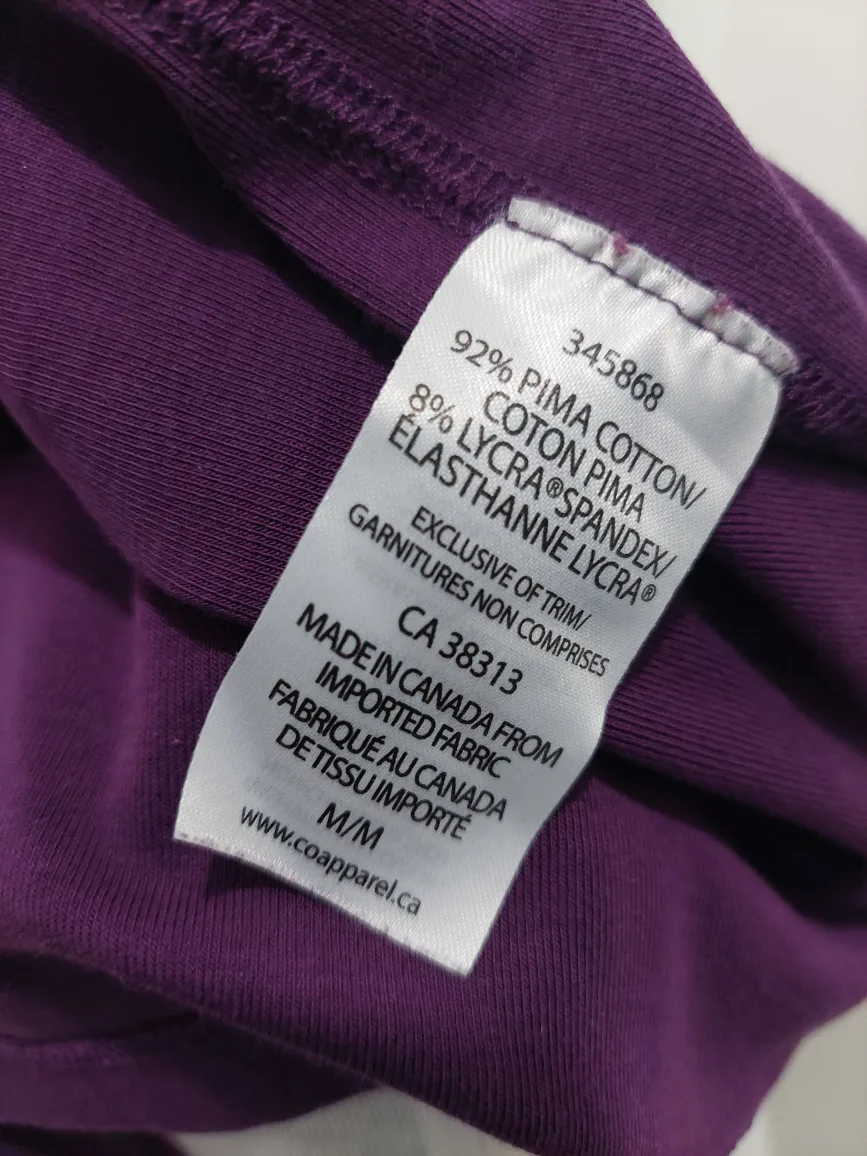 345868
92% PIMA COTTON/
COTON PIMA
8% LYCRA®SPANDEX/
ÉLASTHANNE LYCRA®
EXCLUSIVE OF TRIM/
GARNITURES NON COMPRISES
CA 38313
MADE IN CANADA FROM
IMPORTED FABRIC
FABRIQUÉ AU CANADA
DE TISSU IMPORTÉ
M/M
www.coapparel.ca